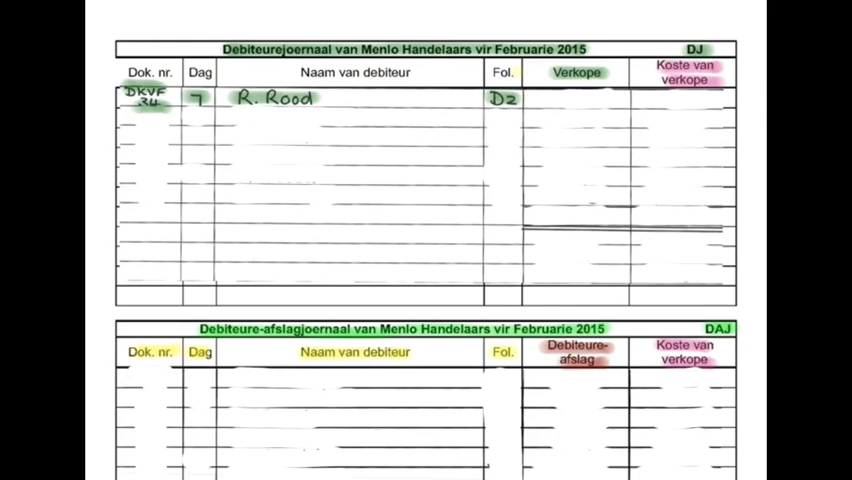 Debiteurejoernaal van Menlo Handelaars vir Februarie 2015 DJ
Dok. nr. Dag Naam van debiteur Fol. Verkope Koste van verkope
DKVF 34 7 R. Rood D2
Debiteure-afslagjoernaal van Menlo Handelaars vir Februarie 2015 DAJ
Dok. nr. Dag Naam van debiteur Fol. Debiteure-afslag Koste van verkope